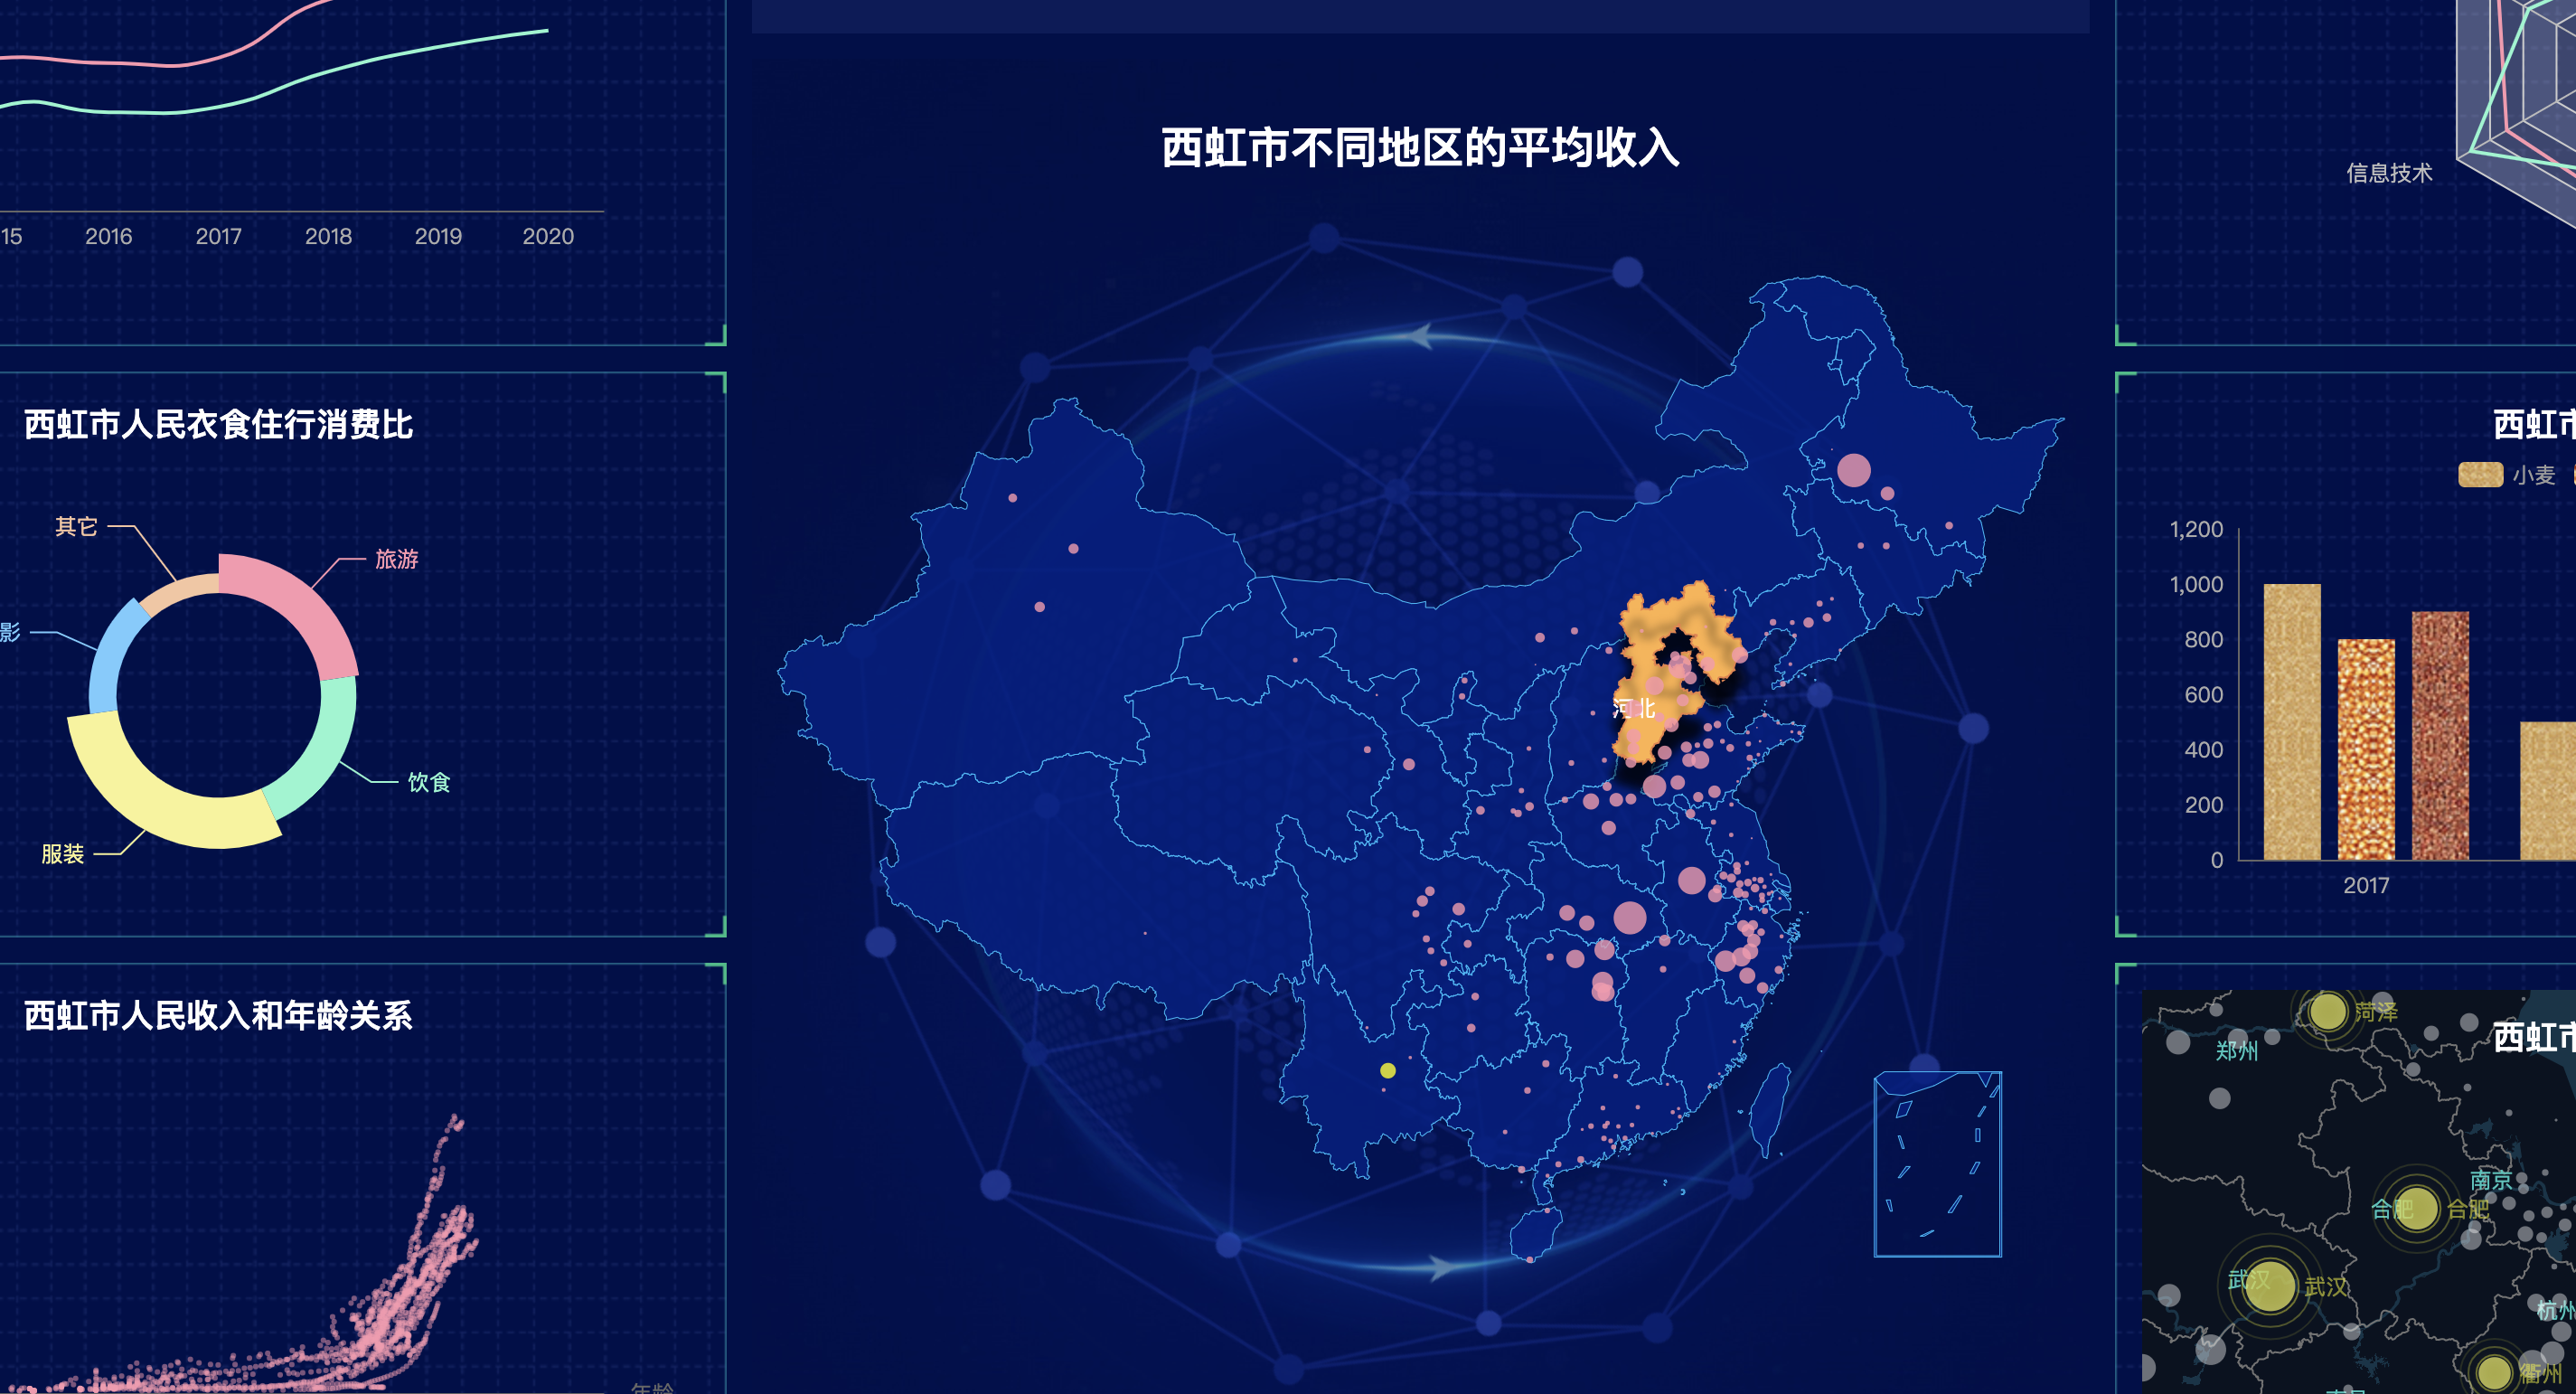 15 2016 2017 2018 2019 2020
西虹市人民衣食住行消费比
其它
旅游
影
饮食
服装
西虹市人民收入和年龄关系
年龄
西虹市不同地区的平均收入
河北
信息技术
西虹市
小麦
1,200
1,000
800
600
400
200
0
2017
西虹市
菏泽
郑州
南京
合肥 合肥
武汉 武汉
杭州
衢州